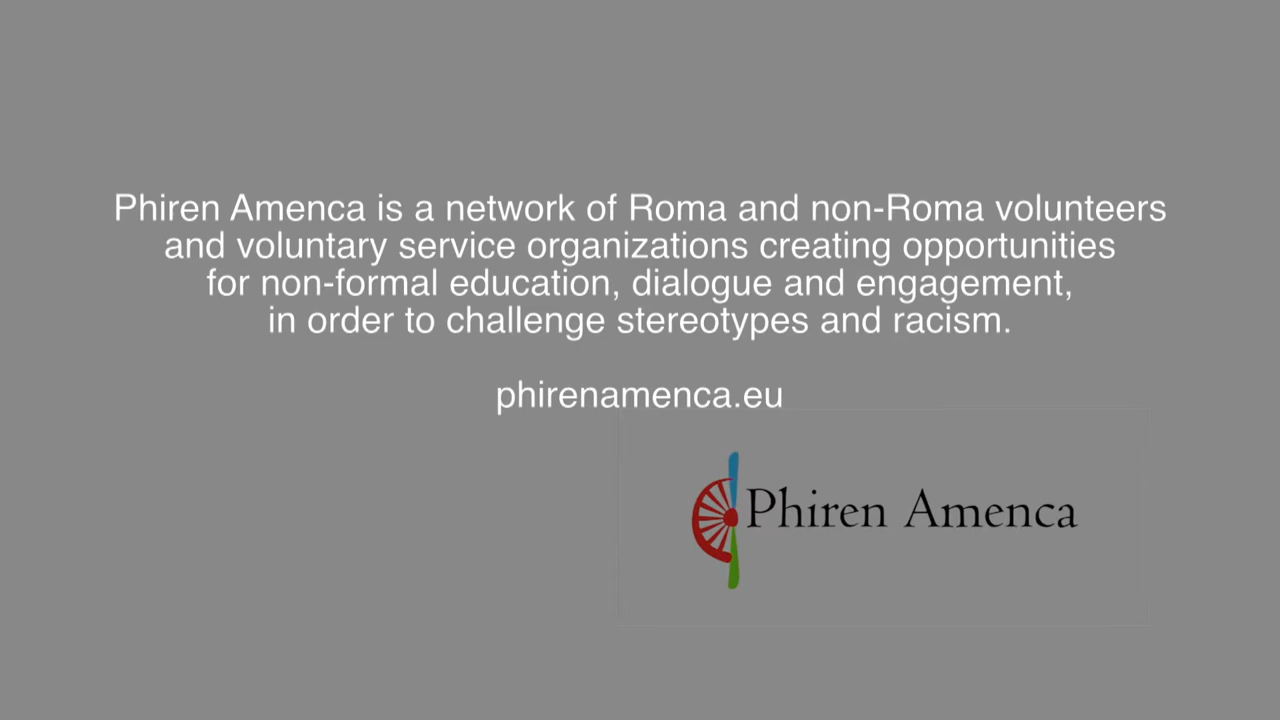 Phiren Amenca is a network of Roma and non-Roma volunteers
and voluntary service organizations creating opportunities
for non-formal education, dialogue and engagement,
in order to challenge stereotypes and racism.
phirenamenca.eu
Phiren Amenca